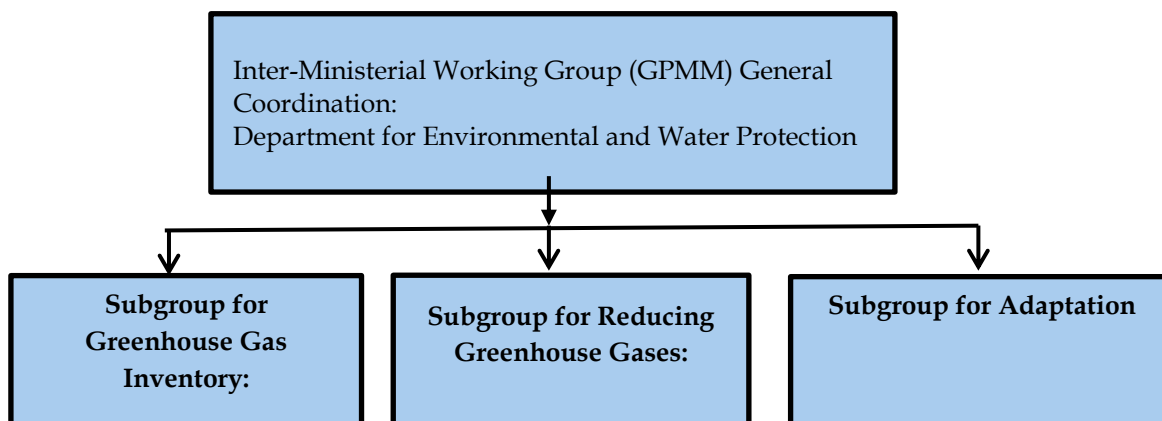 Inter-Ministerial Working Group (GPMM) General
Coordination:
Department for Environmental and Water Protection
Subgroup for
Greenhouse Gas
Inventory:
Subgroup for Reducing
Greenhouse Gases:
Subgroup for Adaptation